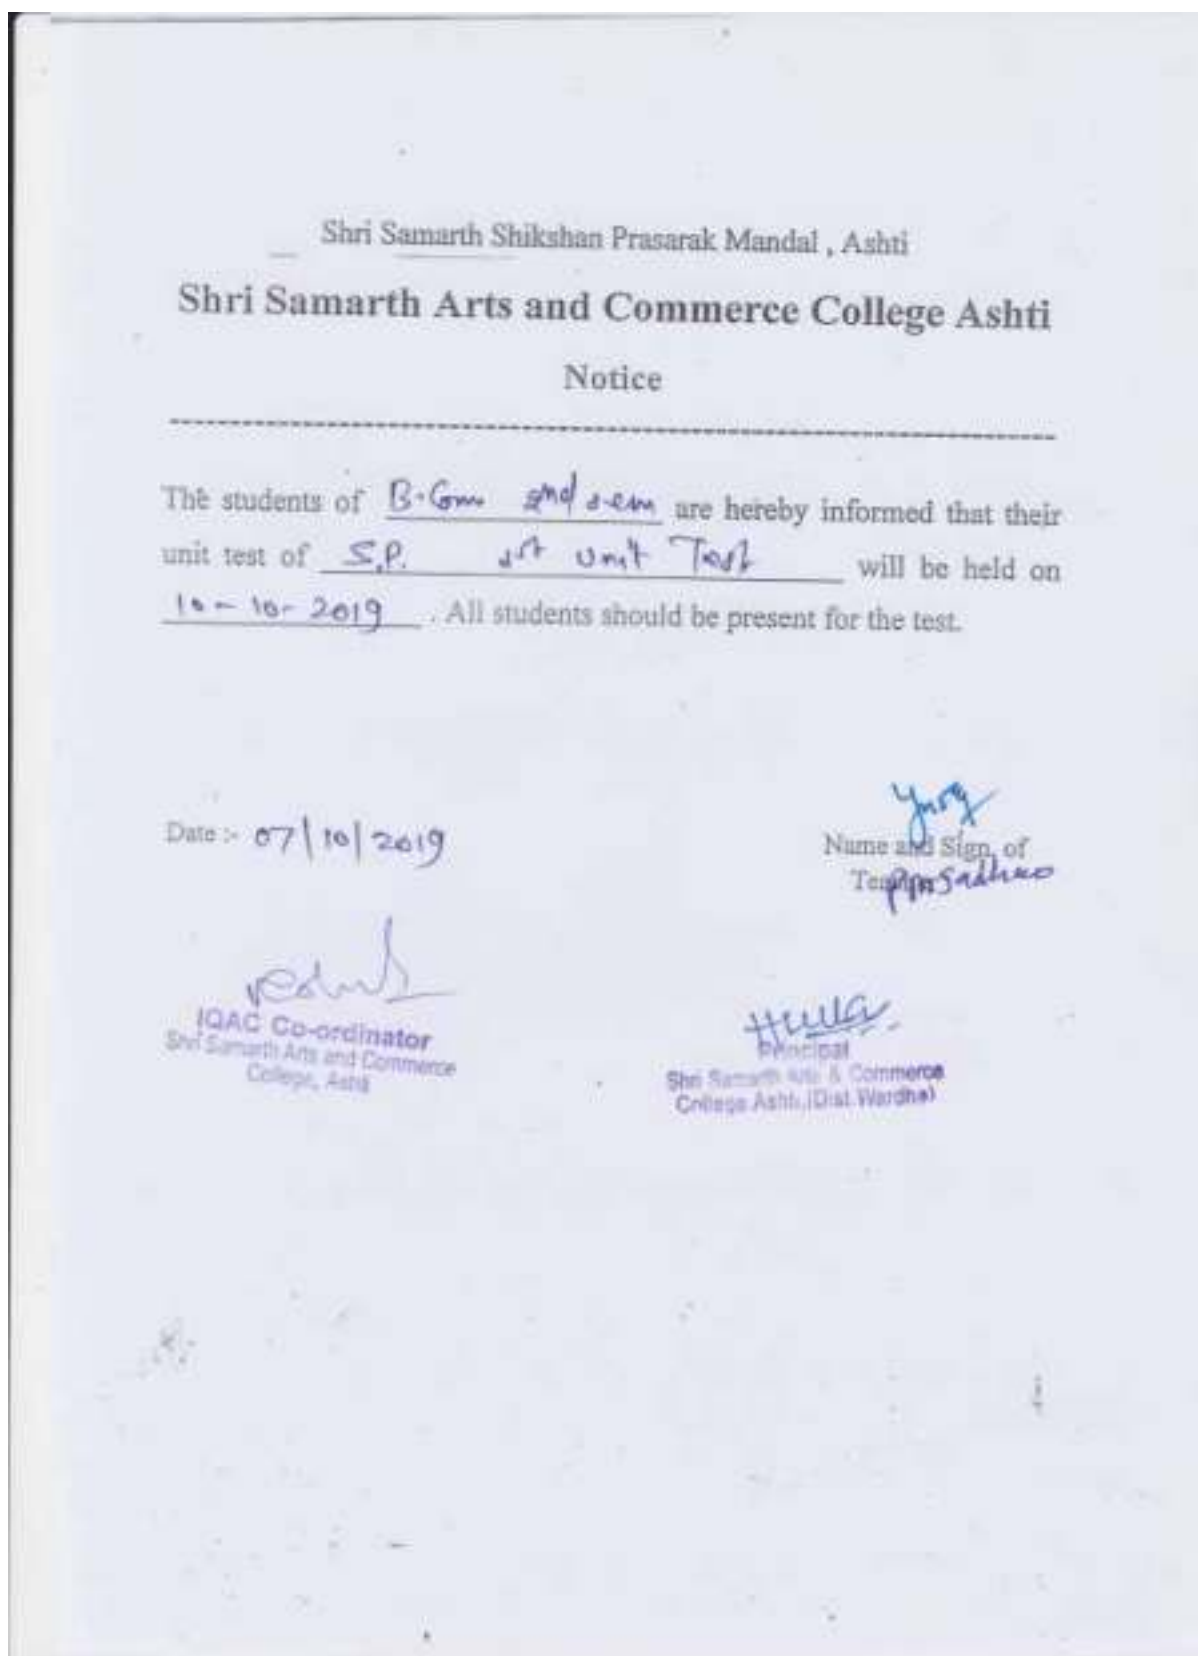 Shri Samarth Shikshan Prasarak Mandal , Ashti
Shri Samarth Arts and Commerce College Ashti
Notice
The students of B.Com 2nd sem are hereby informed that their
unit test of S.P. 1st Unit Test will be held on
10-10-2019 . All students should be present for the test.
Date :- 07/10/2019
Name and Sign. of
IQAC Co-ordinator
Shri Samarth Arts and Commerce
College, Ashti
Principal
Shri Samarth Arts & Commerce
College Ashti,(Dist.Wardha)